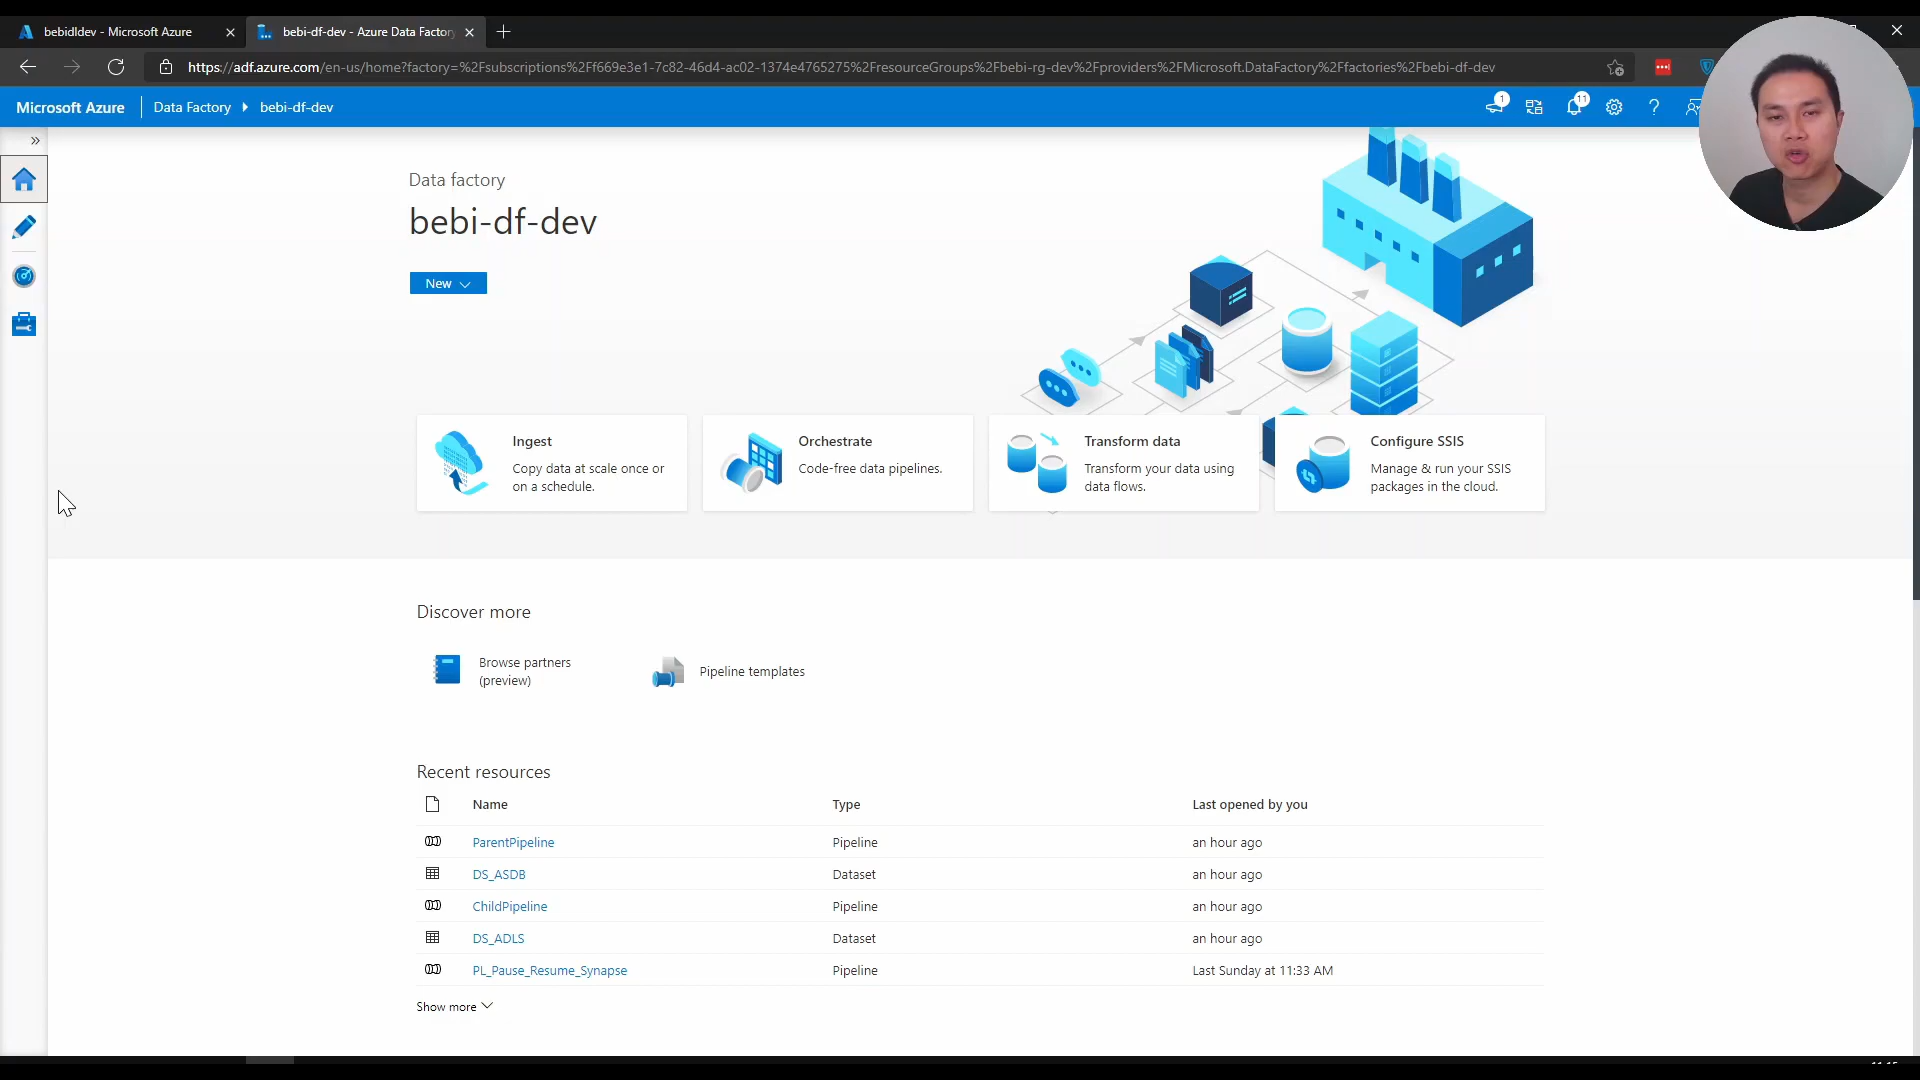 bebidldev - Microsoft Azure
bebi-df-dev - Azure Data Factory
https://adf.azure.com/en-us/home?factory=%2Fsubscriptions%2Ff669e3e1-7c82-46d4-ac02-1374e4765275%2FresourceGroups%2Fbebi-rg-dev%2Fproviders%2FMicrosoft.DataFactory%2Ffactories%2Fbebi-df-dev
Microsoft Azure
Data Factory
bebi-df-dev
1
11
Data factory
bebi-df-dev
New
Ingest
Copy data at scale once or
on a schedule.
Orchestrate
Code-free data pipelines.
Transform data
Transform your data using
data flows.
Configure SSIS
Manage & run your SSIS
packages in the cloud.
Discover more
Browse partners
(preview)
Pipeline templates
Recent resources
Name Type Last opened by you
ParentPipeline Pipeline an hour ago
DS_ASDB Dataset an hour ago
ChildPipeline Pipeline an hour ago
DS_ADLS Dataset an hour ago
PL_Pause_Resume_Synapse Pipeline Last Sunday at 11:33 AM
Show more